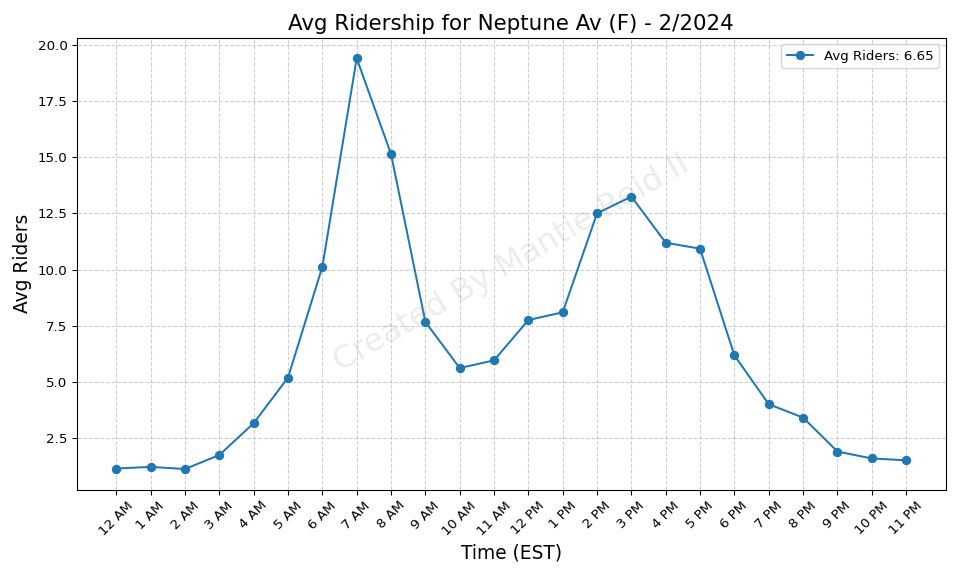 Avg Ridership for Neptune Av (F) - 2/2024
Avg Riders: 6.65
20.0
17.5
15.0
12.5
10.0
7.5
5.0
2.5
Avg Riders
Created By Mantie Reid II
12 AM
1 AM
2 AM
3 AM
4 AM
5 AM
6 AM
7 AM
8 AM
9 AM
10 AM
11 AM
12 PM
1 PM
2 PM
3 PM
4 PM
5 PM
6 PM
7 PM
8 PM
9 PM
10 PM
11 PM
Time (EST)